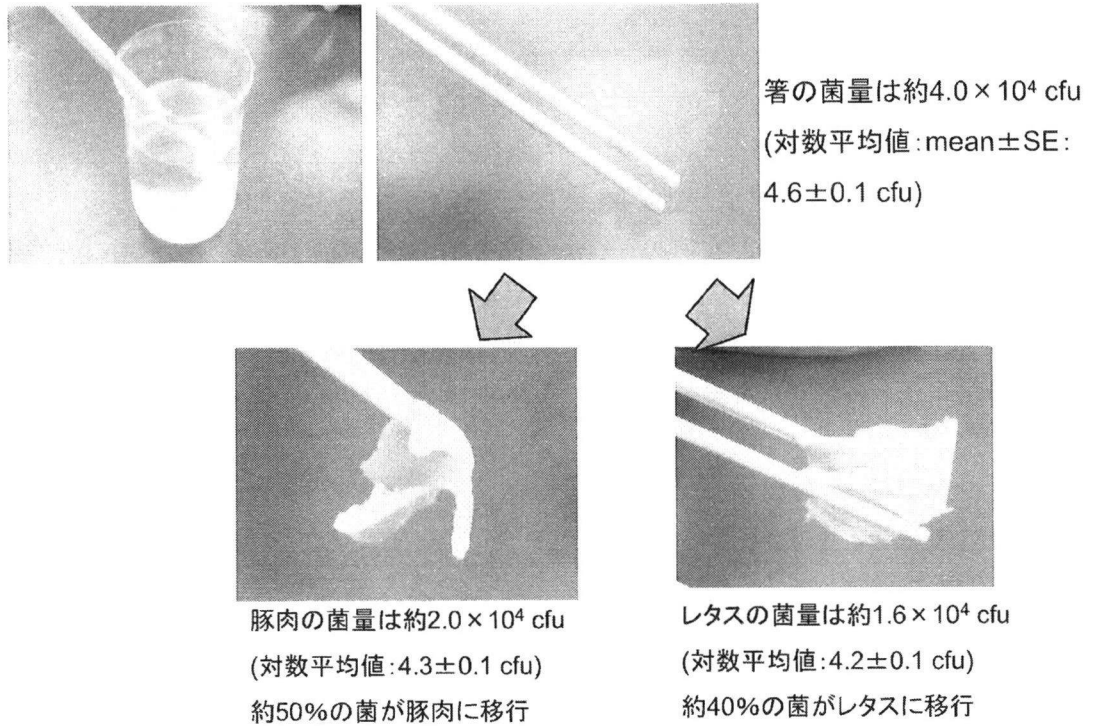 箸の菌量は約4.0×10⁴ cfu
(対数平均値:mean±SE:
4.6±0.1 cfu)
豚肉の菌量は約2.0×10⁴ cfu
(対数平均値:4.3±0.1 cfu)
約50%の菌が豚肉に移行
レタスの菌量は約1.6×10⁴ cfu
(対数平均値:4.2±0.1 cfu)
約40%の菌がレタスに移行